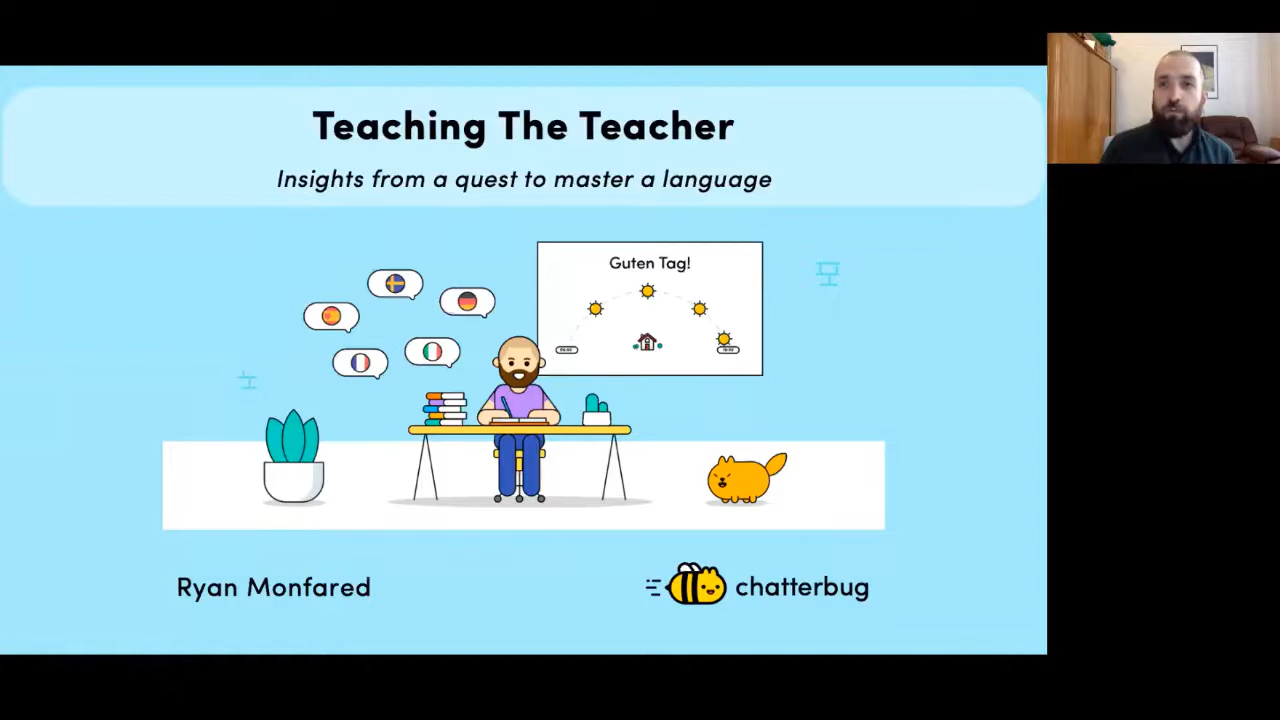 Teaching The Teacher
Insights from a quest to master a language
Guten Tag!
Ryan Monfared
chatterbug